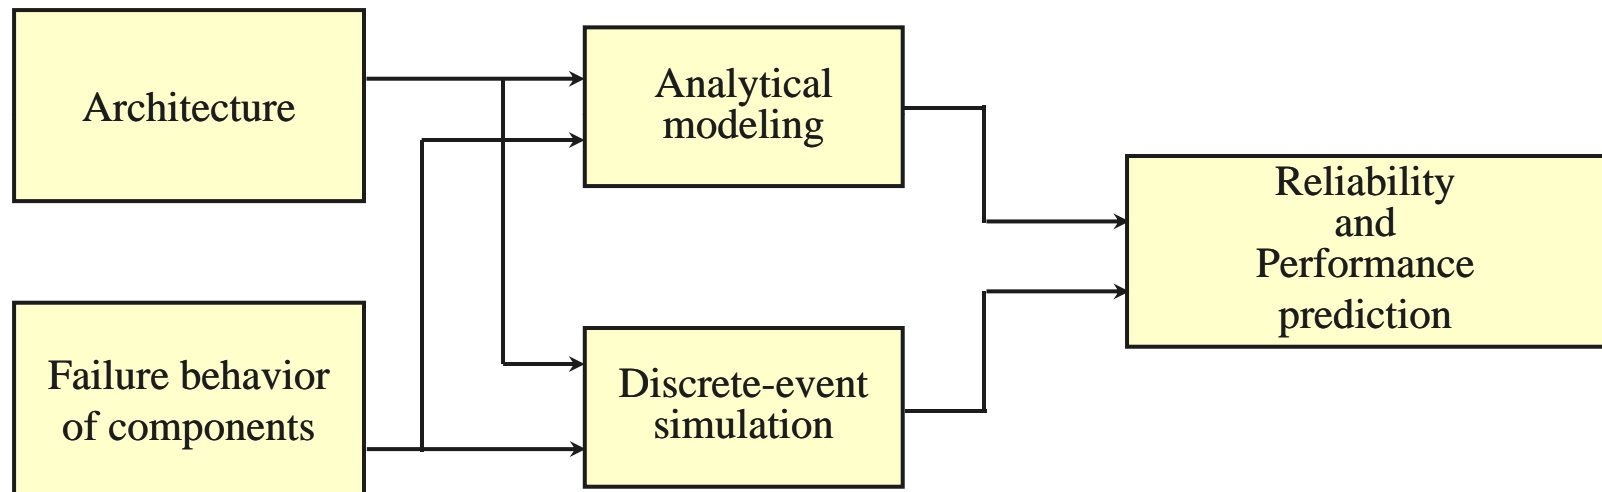 Architecture
Analytical
modeling
Reliability
and
Performance
prediction
Failure behavior
of components
Discrete-event
simulation